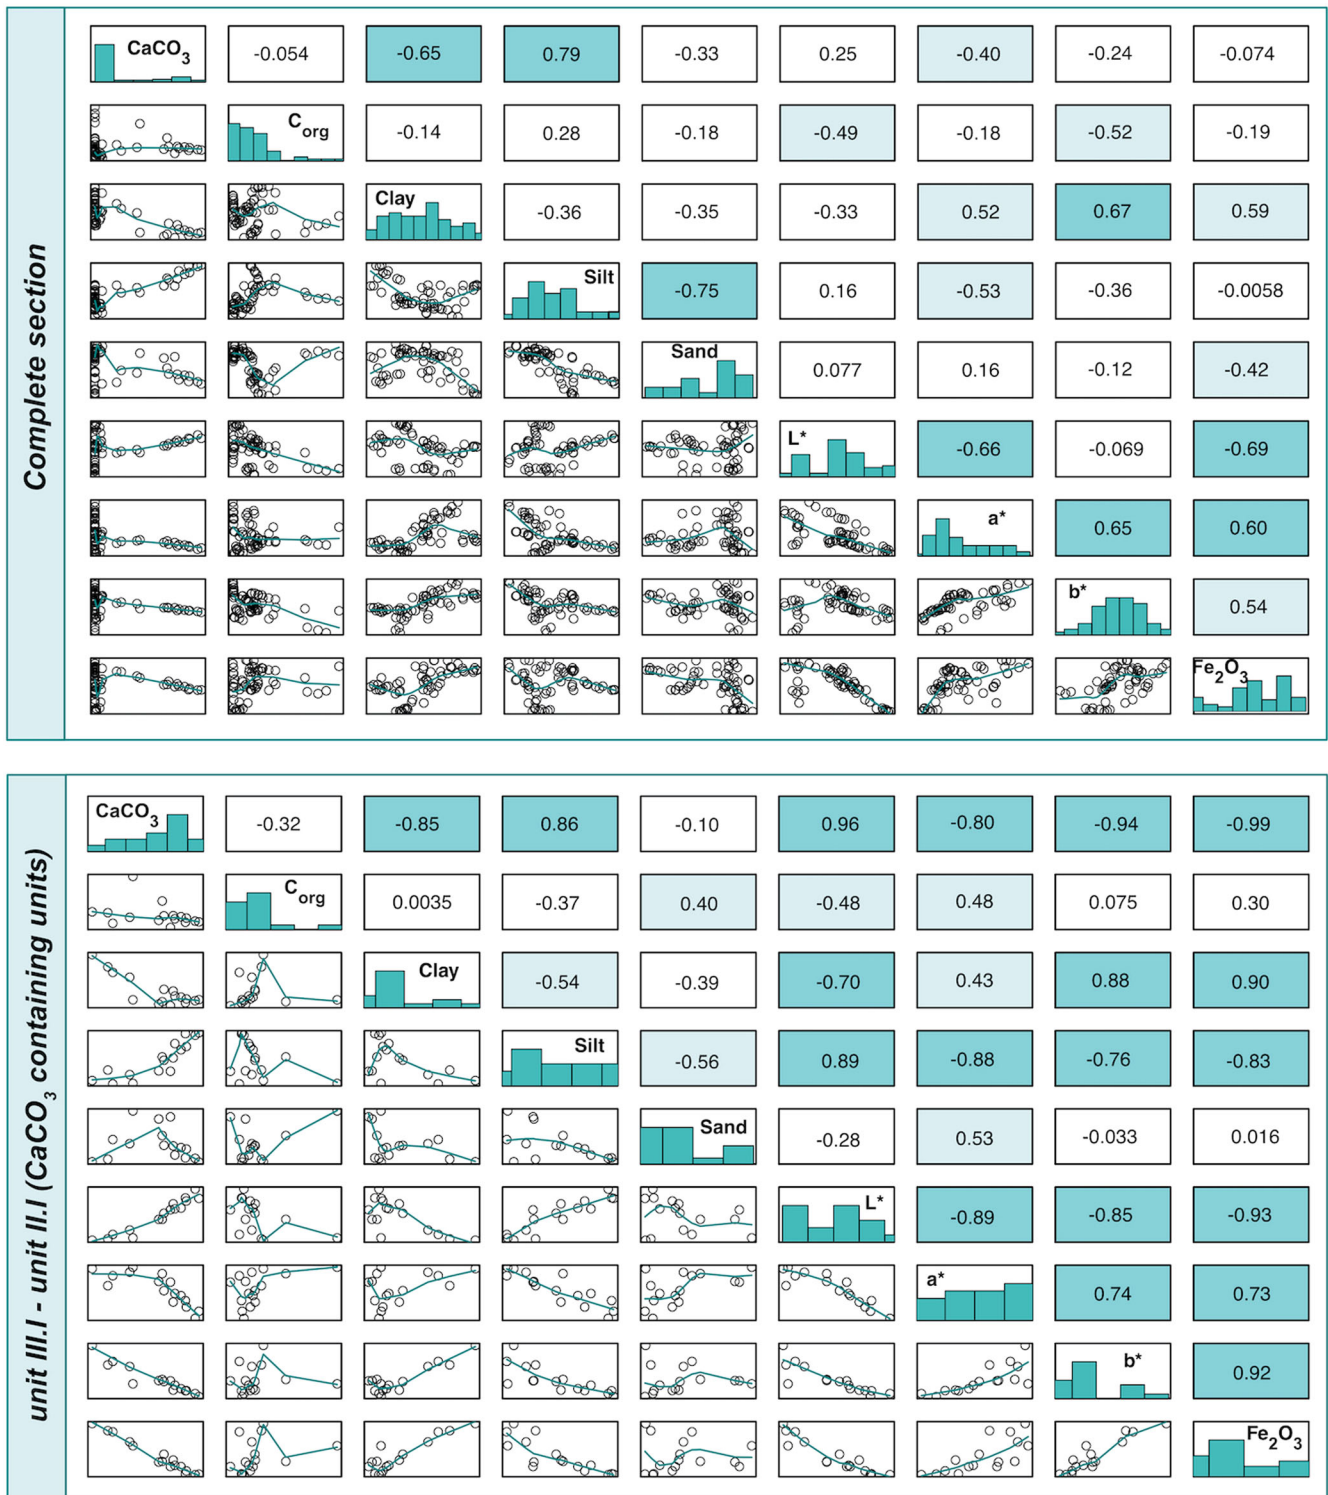 Complete section
CaCO3 -0.054 -0.65 0.79 -0.33 0.25 -0.40 -0.24 -0.074
Corg -0.14 0.28 -0.18 -0.49 -0.18 -0.52 -0.19
Clay -0.36 -0.35 -0.33 0.52 0.67 0.59
Silt -0.75 0.16 -0.53 -0.36 -0.0058
Sand 0.077 0.16 -0.12 -0.42
L* -0.66 -0.069 -0.69
a* 0.65 0.60
b* 0.54
Fe2O3
unit III.I - unit II.I (CaCO3 containing units)
CaCO3 -0.32 -0.85 0.86 -0.10 0.96 -0.80 -0.94 -0.99
Corg 0.0035 -0.37 0.40 -0.48 0.48 0.075 0.30
Clay -0.54 -0.39 -0.70 0.43 0.88 0.90
Silt -0.56 0.89 -0.88 -0.76 -0.83
Sand -0.28 0.53 -0.033 0.016
L* -0.89 -0.85 -0.93
a* 0.74 0.73
b* 0.92
Fe2O3